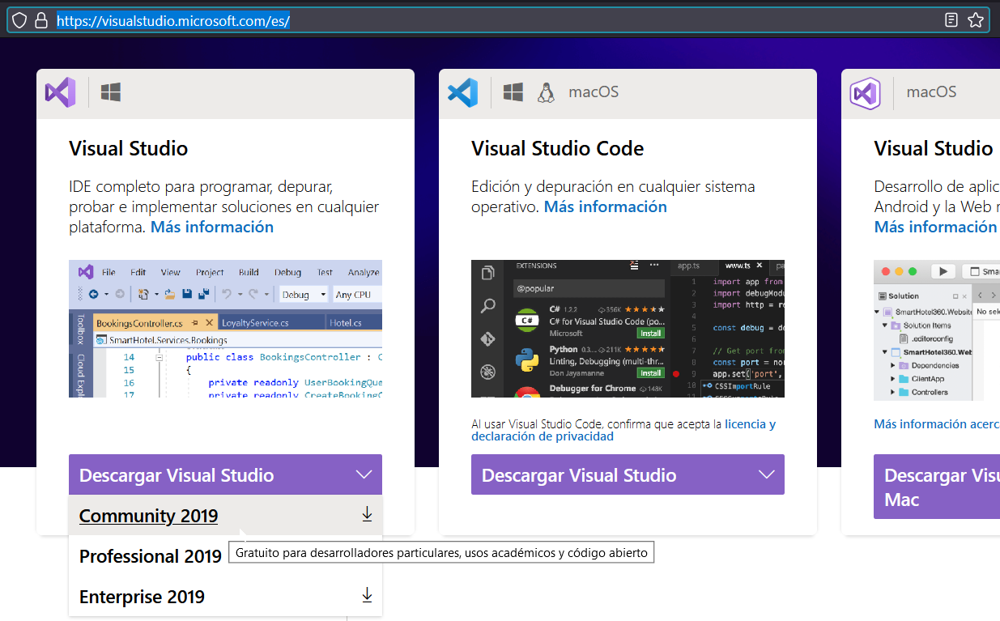 https://visualstudio.microsoft.com/es/
Visual Studio
IDE completo para programar, depurar,
probar e implementar soluciones en cualquier
plataforma. Más información
File Edit View Project Build Debug Test Analyze
Debug Any CPU
Toolbox
BookingsController.cs LoyaltyService.cs Hotel.cs
SmartHotel.Services.Bookings
14 public class BookingsController : C
15 {
16 private readonly UserBookingQue
17 private readonly CreateBookingC
Cloud Expl
Descargar Visual Studio
Community 2019
Professional 2019
Enterprise 2019
Gratuito para desarrolladores particulares, usos académicos y código abierto
macOS
Visual Studio Code
Edición y depuración en cualquier sistema
operativo. Más información
EXTENSIONS
@popular
C# 1.2.2 356K
C# for Visual Studio Code (po...
Microsoft Install
Python 0.3... 211K
Linting, Debugging (multi-thr...
Don Jayamanne Install
Debugger for Chrome 148K
app.ts www.ts
1 import app from
2 import debugModu
3 import http = re
4
5 const debug = de
6
7 // Get port from
8 const port = nor
9 app.set('port',
10 CSSImportRule
11
Al usar Visual Studio Code, confirma que acepta la licencia y
declaración de privacidad
Descargar Visual Studio
macOS
Visual Studio
Desarrollo de aplic
Android y la Web
Más información
Solution
SmartHotel360.Website
Solution Items
.editorconfig
SmartHotel360.Web
Dependencies
ClientApp
Controllers
Smar
No sele
Más información acerca
Descargar Visu
Mac